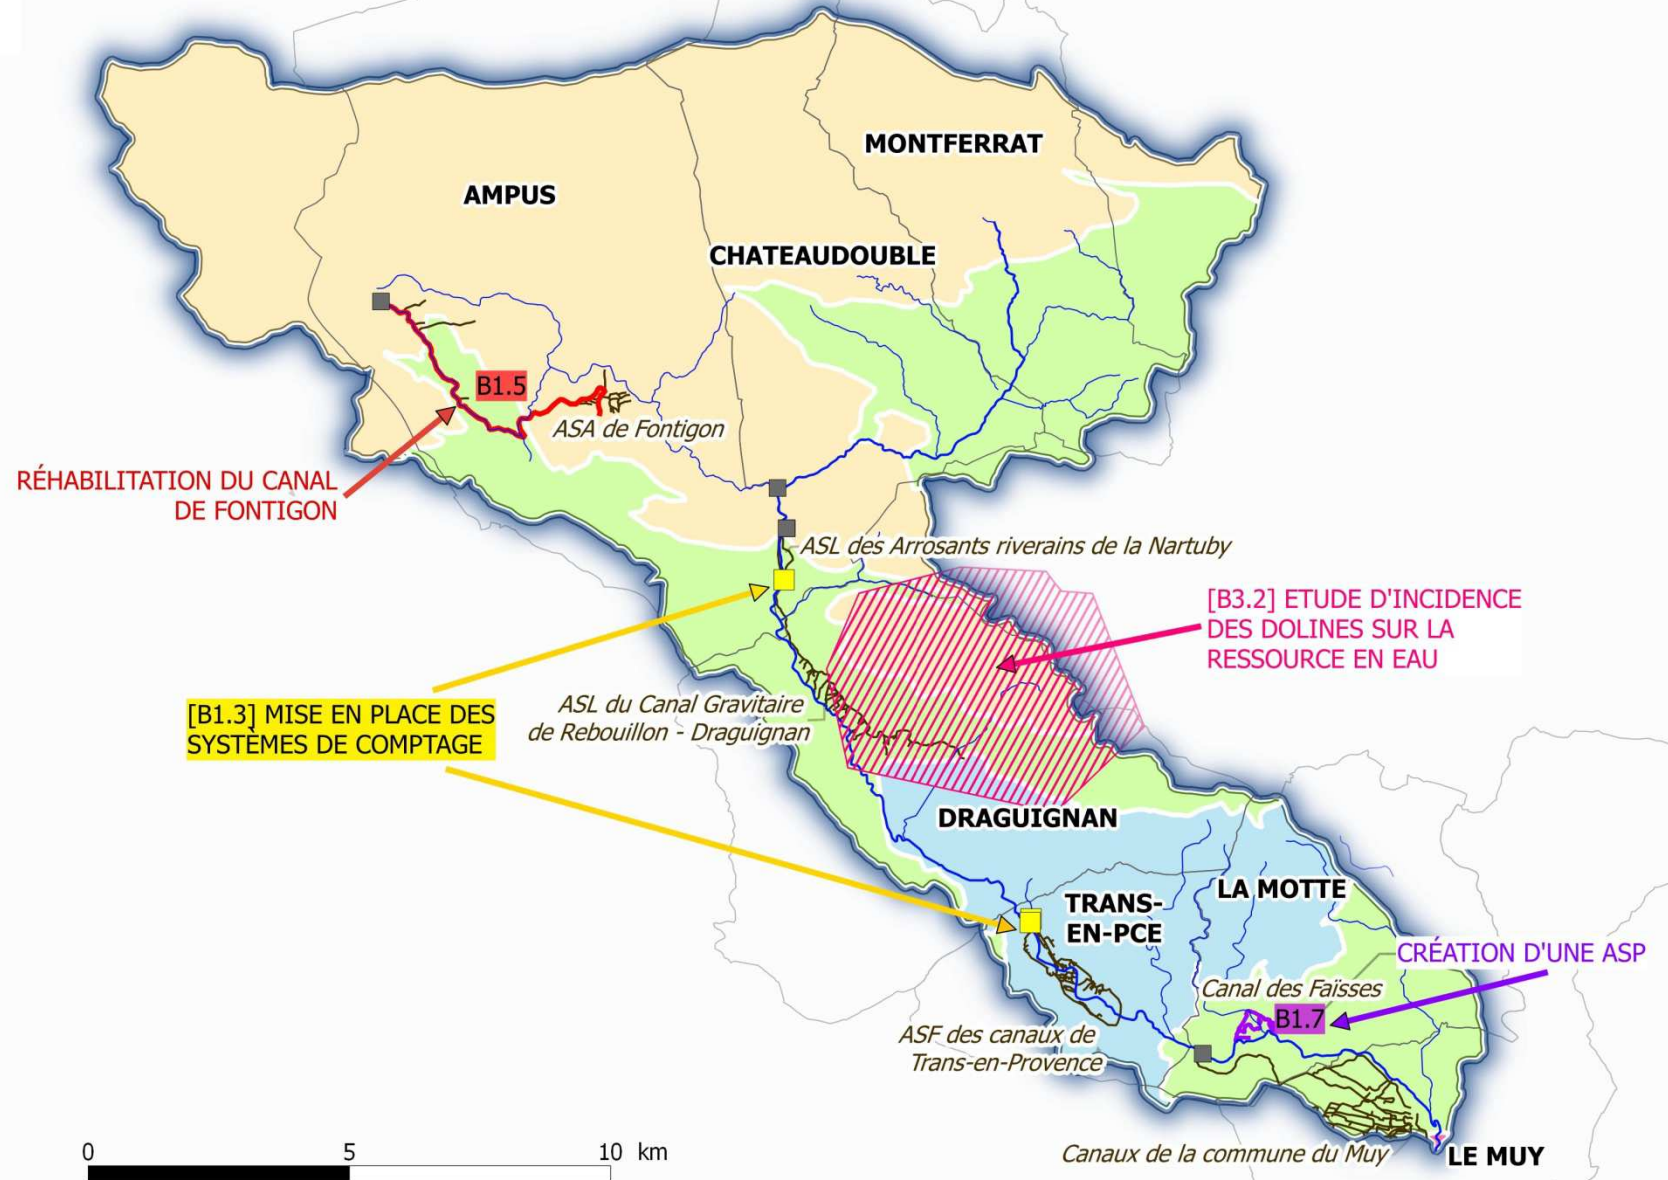 MONTFERRAT
AMPUS
CHATEAUDOUBLE
B1.5
ASA de Fontigon
RÉHABILITATION DU CANAL
DE FONTIGON
ASL des Arrosants riverains de la Nartuby
[B3.2] ETUDE D'INCIDENCE
DES DOLINES SUR LA
RESSOURCE EN EAU
ASL du Canal Gravitaire
de Rebouillon - Draguignan
[B1.3] MISE EN PLACE DES
SYSTÈMES DE COMPTAGE
DRAGUIGNAN
LA MOTTE
TRANS-
EN-PCE
CRÉATION D'UNE ASP
Canal des Faïsses
B1.7
ASF des canaux de
Trans-en-Provence
Canaux de la commune du Muy
LE MUY
0 5 10 km